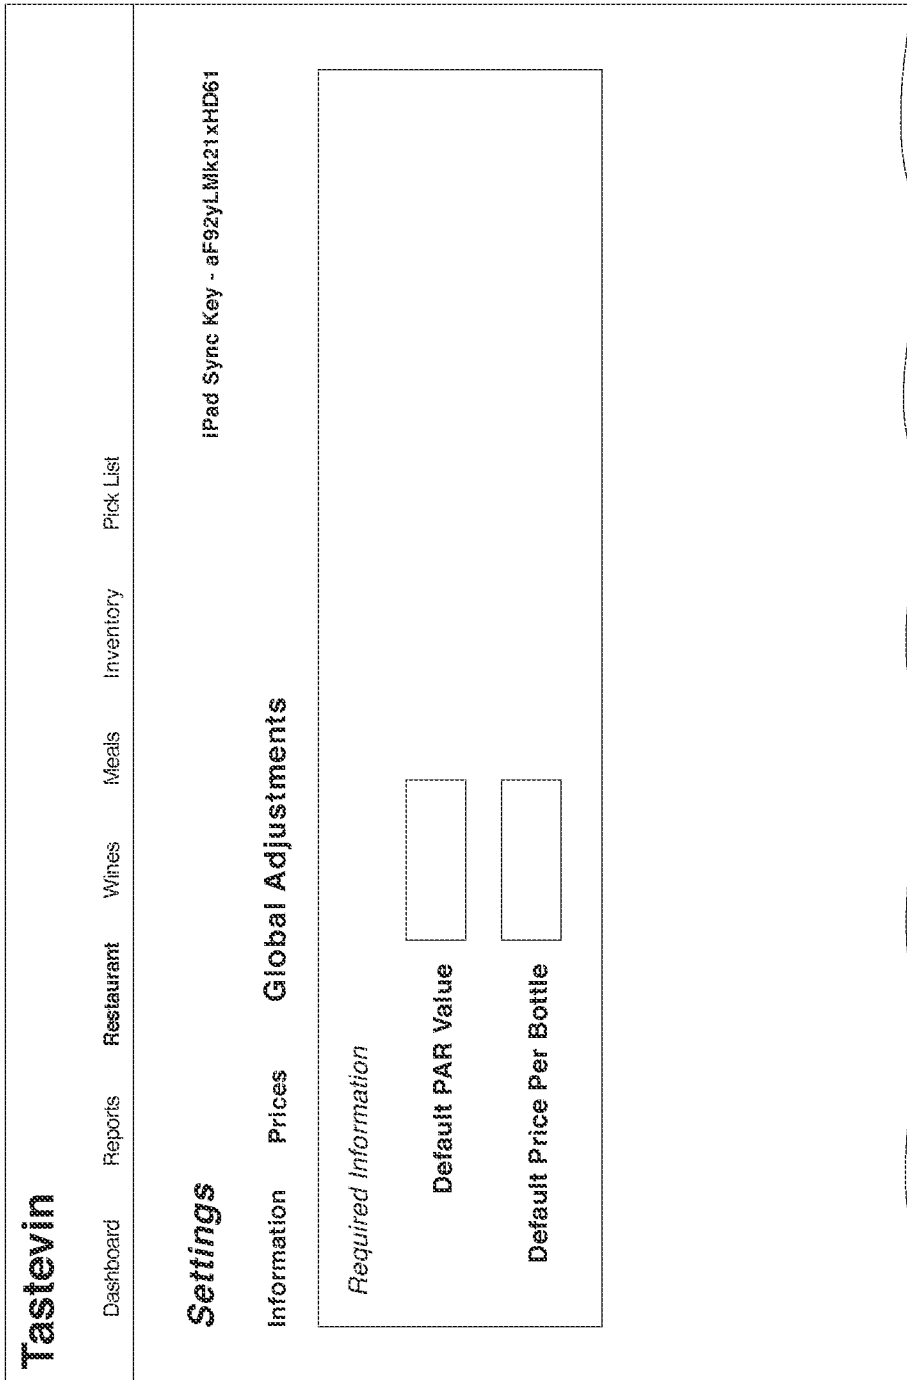 Tastevin
Dashboard Reports Restaurant Wines Meals Inventory Pick List
Settings
iPad Sync Key - aF92yLMk21xHD61
Information Prices Global Adjustments
Required Information
Default PAR Value
Default Price Per Bottle